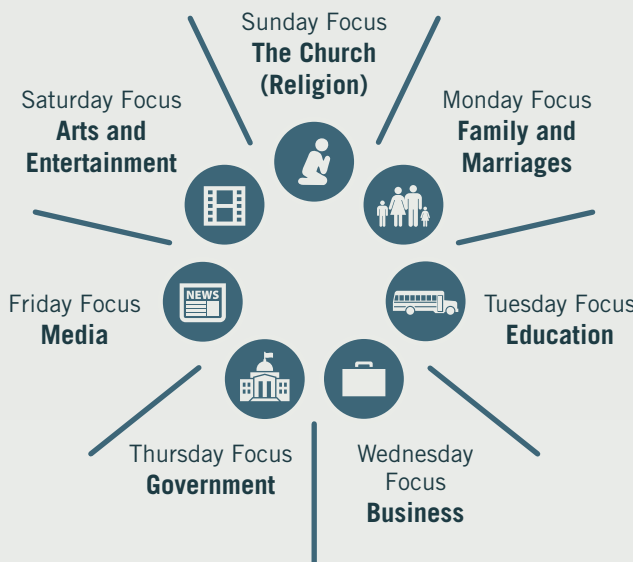 Sunday Focus
The Church
(Religion)
Monday Focus
Family and
Marriages
Tuesday Focus
Education
Wednesday
Focus
Business
Thursday Focus
Government
Friday Focus
Media
NEWS
Saturday Focus
Arts and
Entertainment